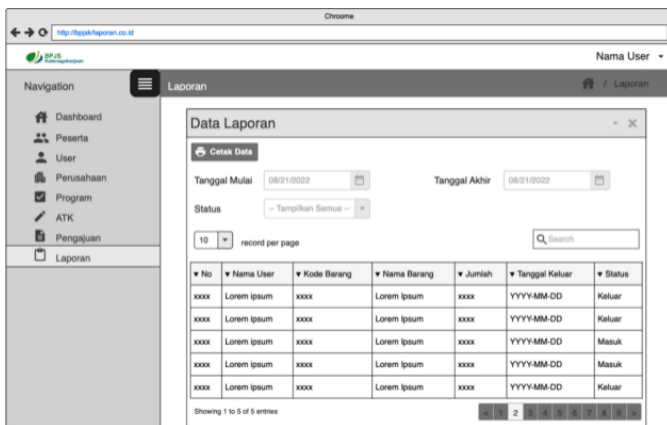 Chroome
http://bpjsk/laporan.co.id
BPJS
Ketenagakerjaan
Nama User
Navigation
Laporan
/ Laporan
Dashboard
Peserta
User
Perusahaan
Program
ATK
Pengajuan
Laporan
Data Laporan
Cetak Data
Tanggal Mulai 08/21/2022 Tanggal Akhir 08/21/2022
Status -- Tampilkan Semua --
10 record per page Search
No Nama User Kode Barang Nama Barang Jumlah Tanggal Keluar Status
xxxx Lorem ipsum xxxx Lorem Ipsum xxxx YYYY-MM-DD Keluar
xxxx Lorem ipsum xxxx Lorem Ipsum xxxx YYYY-MM-DD Keluar
xxxx Lorem ipsum xxxx Lorem Ipsum xxxx YYYY-MM-DD Masuk
xxxx Lorem ipsum xxxx Lorem Ipsum xxxx YYYY-MM-DD Masuk
xxxx Lorem ipsum xxxx Lorem Ipsum xxxx YYYY-MM-DD Keluar
Showing 1 to 5 of 5 entries
< 1 2 3 4 5 6 7 8 9 >